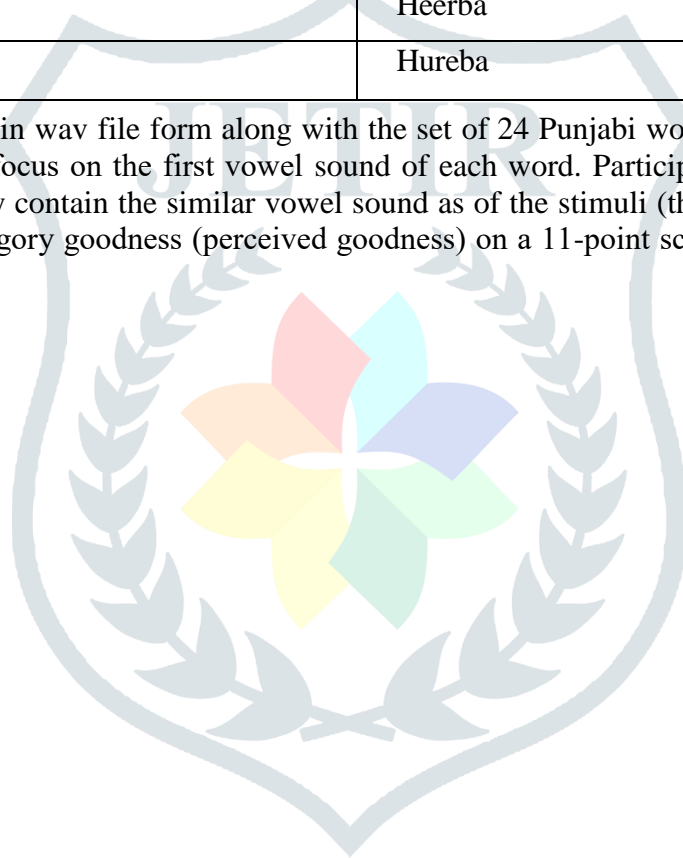 Heerba
Hureba
in wav file form along with the set of 24 Punjabi wo
focus on the first vowel sound of each word. Particip
contain the similar vowel sound as of the stimuli (th
gory goodness (perceived goodness) on a 11-point sc
JETIR